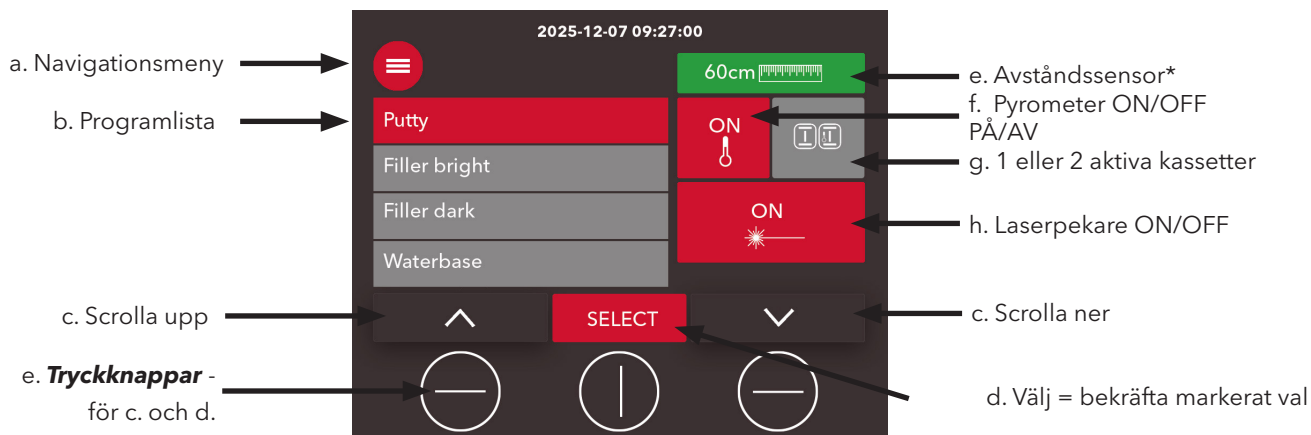 2025-12-07 09:27:00
a. Navigationsmeny
60cm
e. Avståndssensor*
b. Programlista
Putty
ON
f. Pyrometer ON/OFF
PÅ/AV
Filler bright
g. 1 eller 2 aktiva kassetter
Filler dark
ON
h. Laserpekare ON/OFF
Waterbase
c. Scrolla upp
SELECT
c. Scrolla ner
e. Tryckknappar -
för c. och d.
d. Välj = bekräfta markerat val